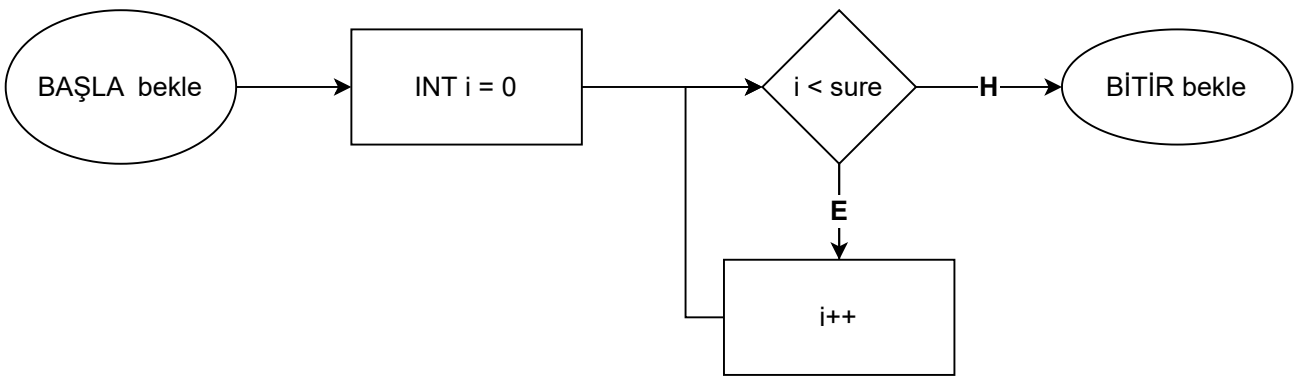 BAŞLA  bekle
INT i = 0
i < sure
H
BİTİR bekle
E
i++